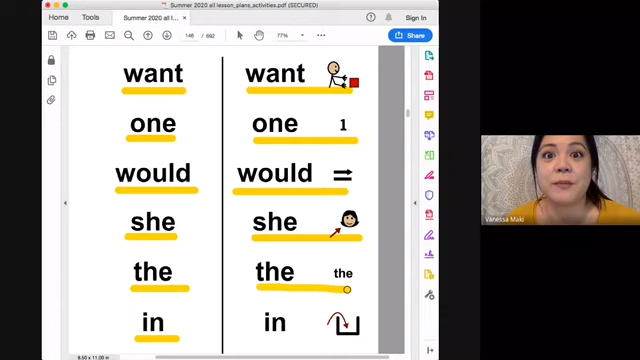 Summer 2020 all lesson_plans_activities.pdf (SECURED)
Home Tools Summer 2020 all l... × Sign In
146 / 692 77% Share
want want
one one 1
would would
she she
the the the
in in
8.50 x 11.00 in
Vanessa Maki